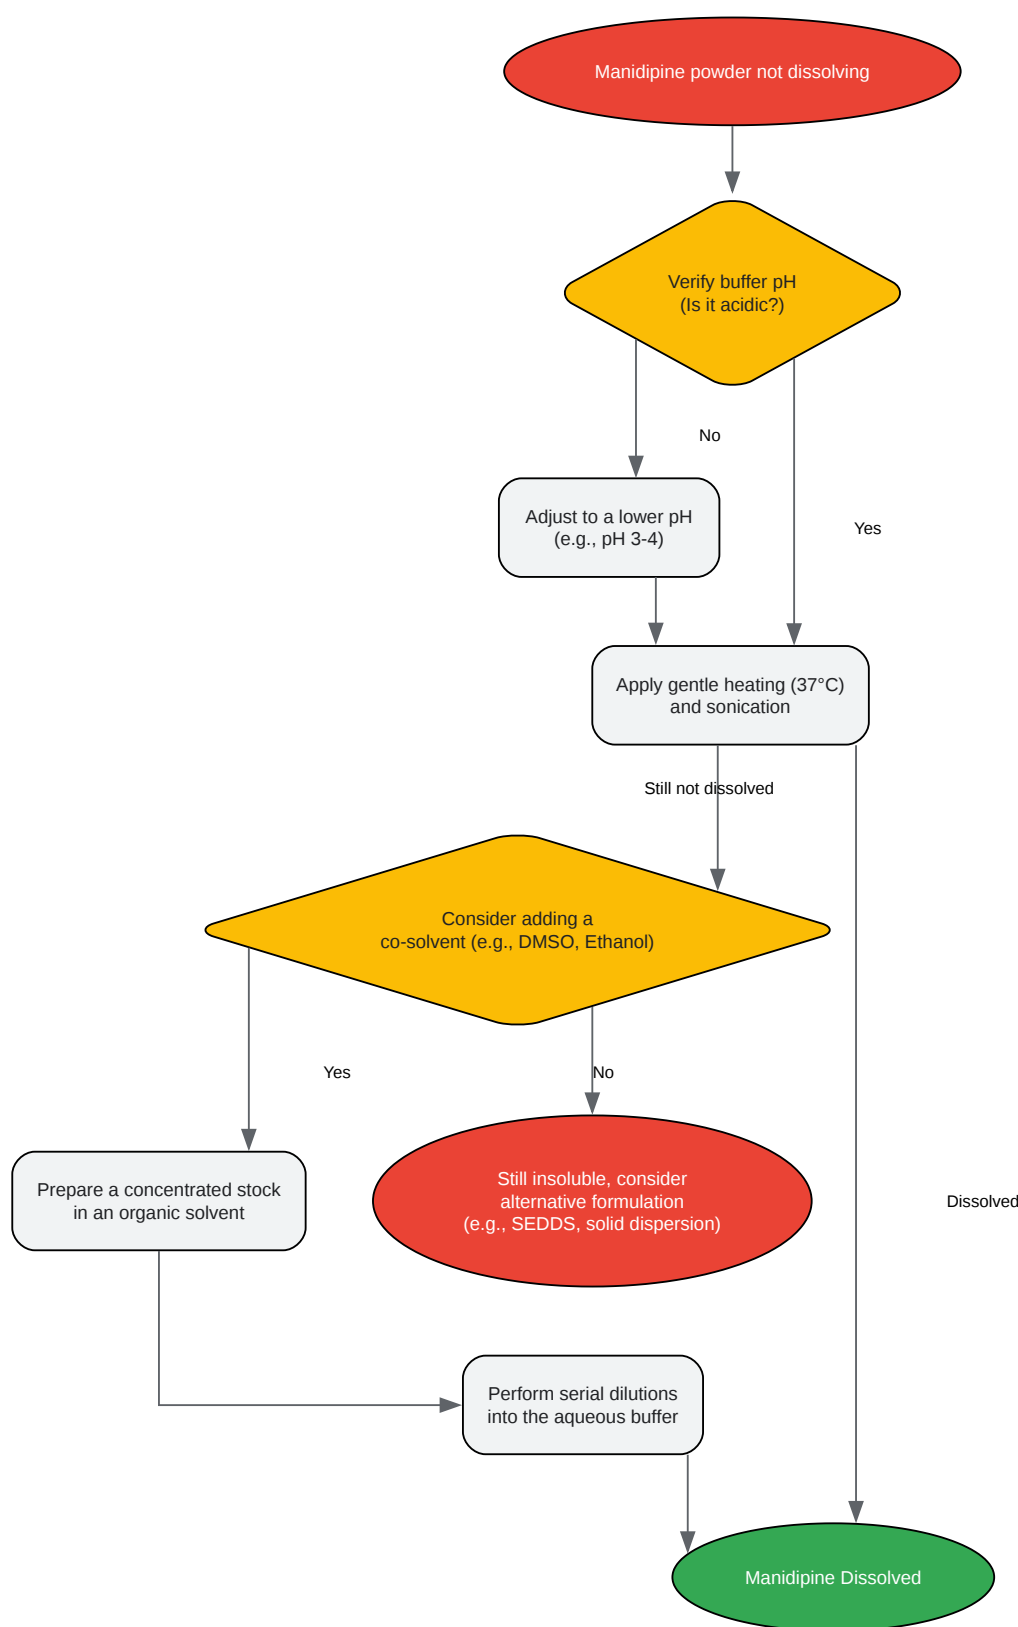 Manidipine powder not dissolving
Verify buffer pH
(Is it acidic?)
No
Adjust to a lower pH
(e.g., pH 3-4)
Yes
Apply gentle heating (37°C)
and sonication
Still not dissolved
Consider adding a
co-solvent (e.g., DMSO, Ethanol)
Yes
No
Prepare a concentrated stock
in an organic solvent
Still insoluble, consider
alternative formulation
(e.g., SEDDS, solid dispersion)
Dissolved
Perform serial dilutions
into the aqueous buffer
Manidipine Dissolved